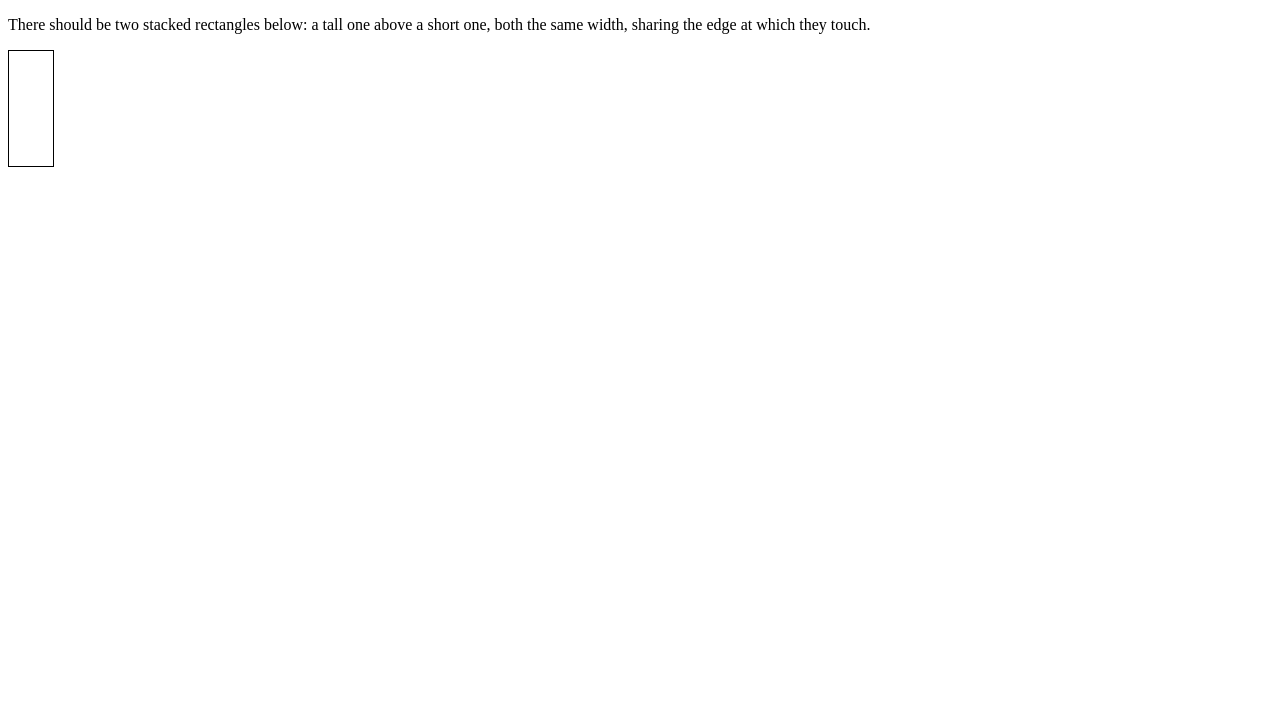 There should be two stacked rectangles below: a tall one above a short one, both the same width, sharing the edge at which they touch.